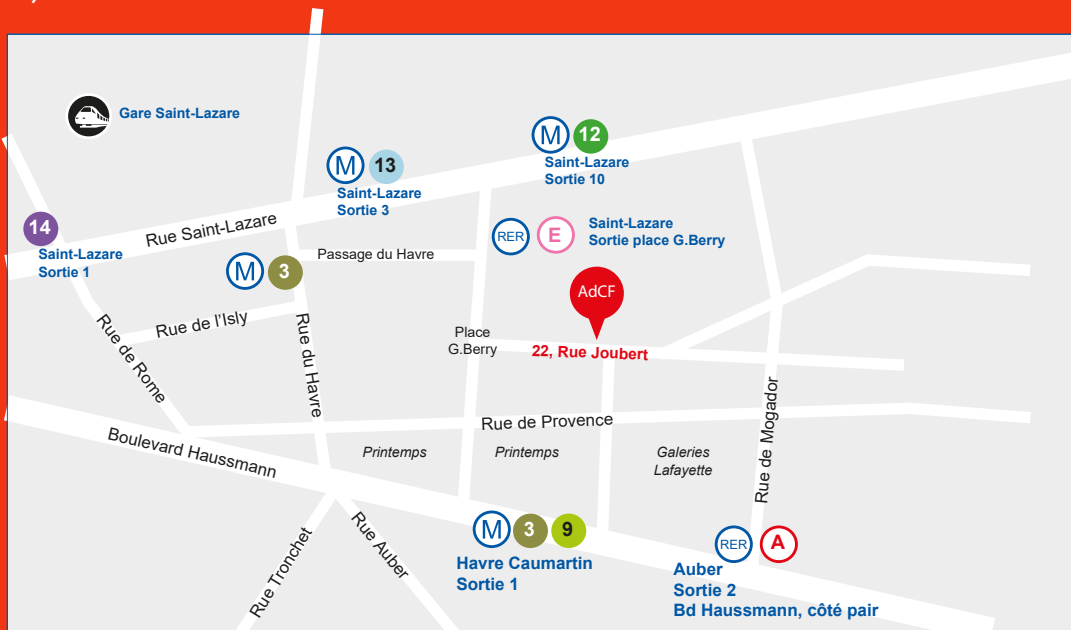 Gare Saint-Lazare
M 12
Saint-Lazare
Sortie 10
M 13
Saint-Lazare
Sortie 3
14
Saint-Lazare
Sortie 1
Rue Saint-Lazare
RER E
Saint-Lazare
Sortie place G.Berry
Passage du Havre
M 3
AdCF
Rue de l'Isly
Rue de Rome
Rue du Havre
Place
G.Berry
22, Rue Joubert
Rue de Provence
Rue de Mogador
Boulevard Haussmann
Printemps
Printemps
Galeries
Lafayette
Rue Tronchet
Rue Auber
M 3 9
Havre Caumartin
Sortie 1
RER A
Auber
Sortie 2
Bd Haussmann, côté pair